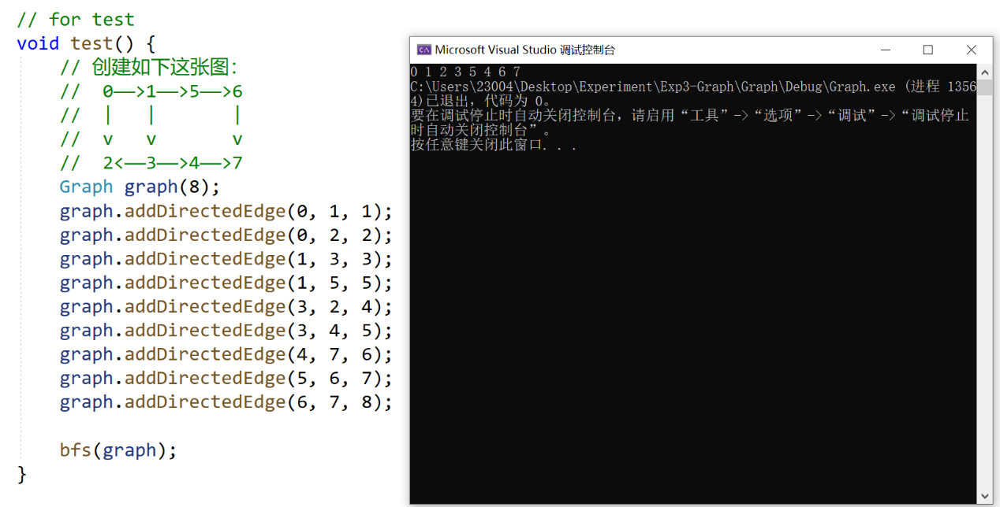 // for test
void test() {
    // 创建如下这张图：
    //  0——>1——>5——>6
    //  |   |       |
    //  v   v       v
    //  2<——3——>4——>7
    Graph graph(8);
    graph.addDirectedEdge(0, 1, 1);
    graph.addDirectedEdge(0, 2, 2);
    graph.addDirectedEdge(1, 3, 3);
    graph.addDirectedEdge(1, 5, 5);
    graph.addDirectedEdge(3, 2, 4);
    graph.addDirectedEdge(3, 4, 5);
    graph.addDirectedEdge(4, 7, 6);
    graph.addDirectedEdge(5, 6, 7);
    graph.addDirectedEdge(6, 7, 8);
    bfs(graph);
}
Microsoft Visual Studio 调试控制台
0 1 2 3 5 4 6 7
C:\Users\23004\Desktop\Experiment\Exp3-Graph\Graph\Debug\Graph.exe (进程 1356
4)已退出，代码为 0。
要在调试停止时自动关闭控制台，请启用“工具”->“选项”->“调试”->“调试停止
时自动关闭控制台”。
按任意键关闭此窗口. . .